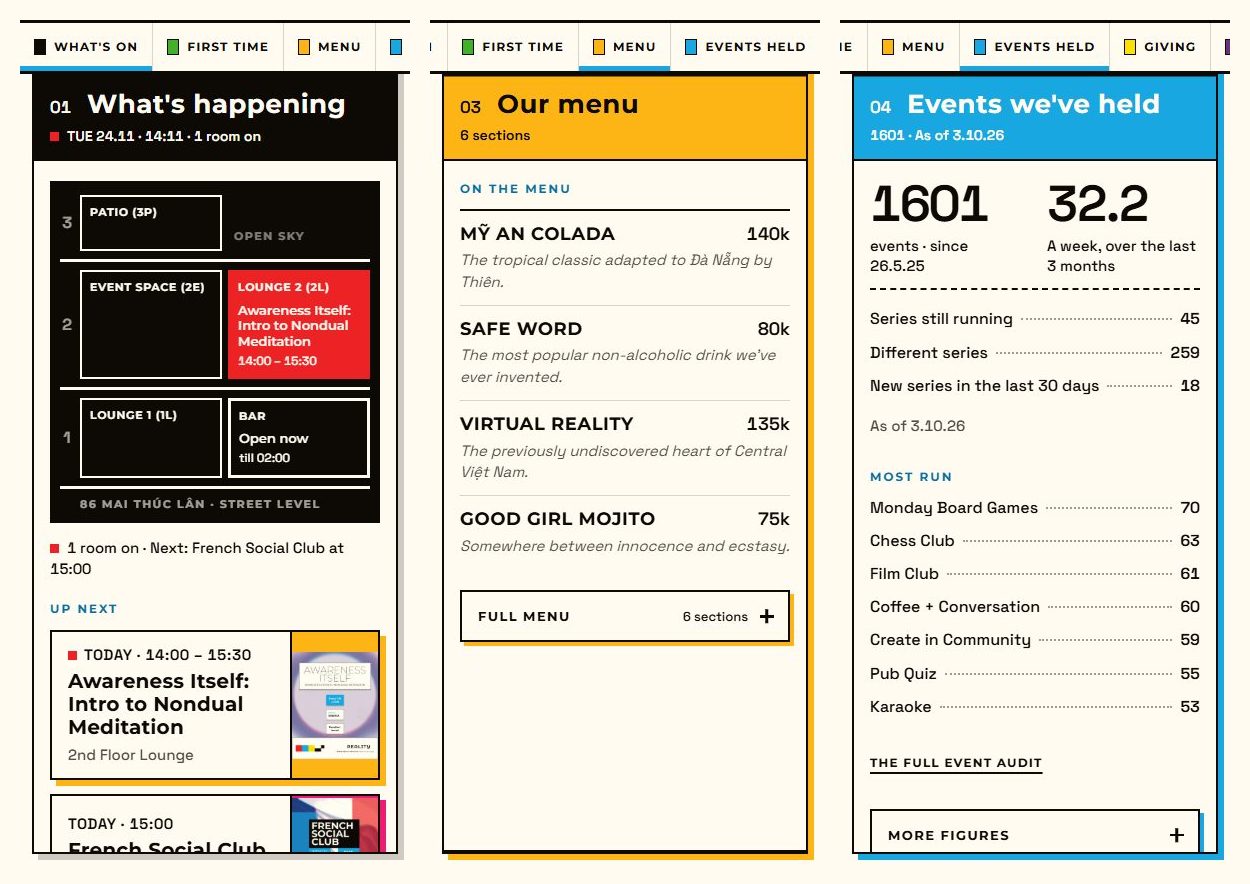 WHAT'S ON
FIRST TIME
MENU
01 What's happening
TUE 24.11 · 14:11 · 1 room on
3
PATIO (3P)
OPEN SKY
2
EVENT SPACE (2E)
LOUNGE 2 (2L)
Awareness Itself:
Intro to Nondual
Meditation
14:00 – 15:30
1
LOUNGE 1 (1L)
BAR
Open now
till 02:00
86 MAI THÚC LÂN · STREET LEVEL
1 room on · Next: French Social Club at
15:00
UP NEXT
TODAY · 14:00 – 15:30
Awareness Itself:
Intro to Nondual
Meditation
2nd Floor Lounge
AWARENESS
ITSELF
REALITY
TODAY · 15:00
French Social Club
FRENCH
SOCIAL
CLUB
FIRST TIME
MENU
EVENTS HELD
03 Our menu
6 sections
ON THE MENU
MỸ AN COLADA 140k
The tropical classic adapted to Đà Nẵng by
Thiên.
SAFE WORD 80k
The most popular non-alcoholic drink we've
ever invented.
VIRTUAL REALITY 135k
The previously undiscovered heart of Central
Việt Nam.
GOOD GIRL MOJITO 75k
Somewhere between innocence and ecstasy.
FULL MENU 6 sections +
ME
MENU
EVENTS HELD
GIVING
04 Events we've held
1601 · As of 3.10.26
1601
events · since
26.5.25
32.2
A week, over the last
3 months
Series still running 45
Different series 259
New series in the last 30 days 18
As of 3.10.26
MOST RUN
Monday Board Games 70
Chess Club 63
Film Club 61
Coffee + Conversation 60
Create in Community 59
Pub Quiz 55
Karaoke 53
THE FULL EVENT AUDIT
MORE FIGURES +